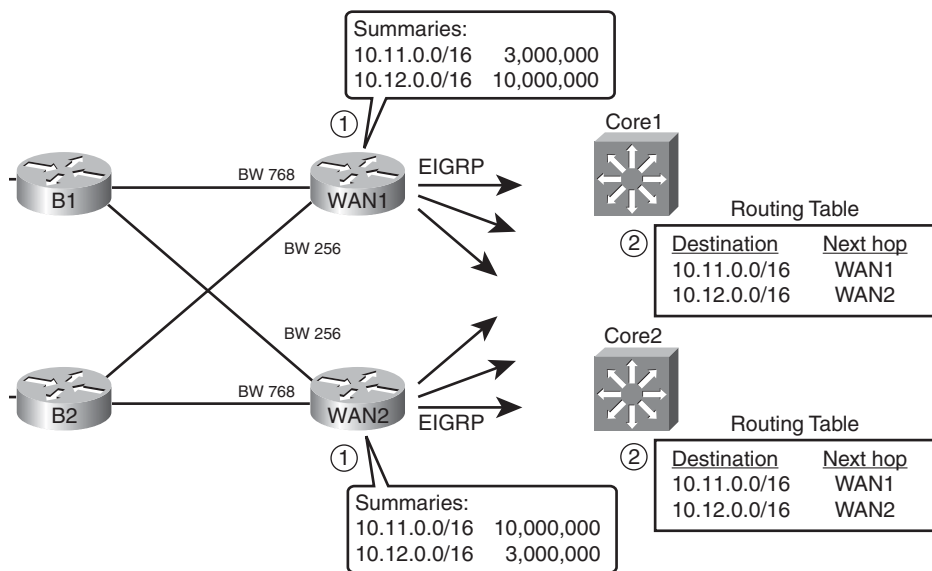 Summaries:
10.11.0.0/16 3,000,000
10.12.0.0/16 10,000,000
1
Core1
B1
BW 768
WAN1
EIGRP
Routing Table
2
Destination Next hop
10.11.0.0/16 WAN1
10.12.0.0/16 WAN2
BW 256
BW 256
Core2
B2
BW 768
WAN2
EIGRP
Routing Table
1
2
Destination Next hop
10.11.0.0/16 WAN1
10.12.0.0/16 WAN2
Summaries:
10.11.0.0/16 10,000,000
10.12.0.0/16 3,000,000